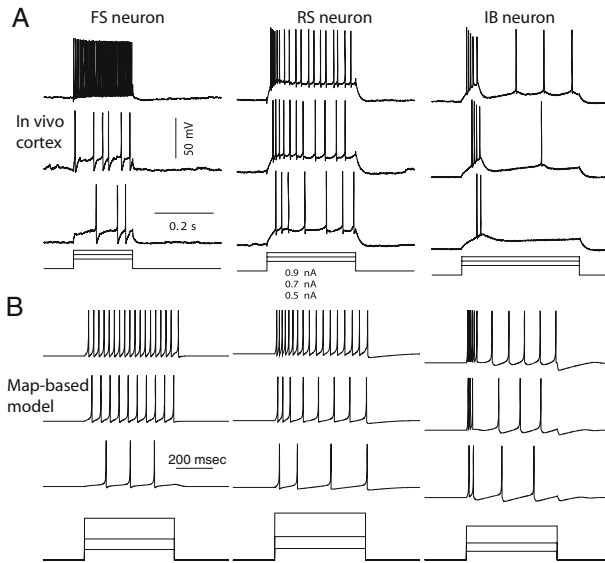 A
FS neuron
RS neuron
IB neuron
In vivo
cortex
50 mV
0.2 s
0.9 nA
0.7 nA
0.5 nA
B
Map-based
model
200 msec